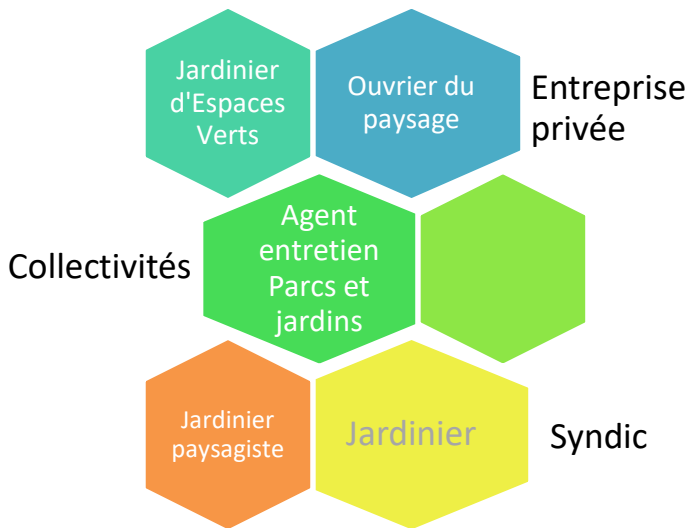 Jardinier
d'Espaces
Verts
Ouvrier du
paysage
Entreprise
privée
Collectivités
Agent
entretien
Parcs et
jardins
Jardinier
paysagiste
Jardinier
Syndic